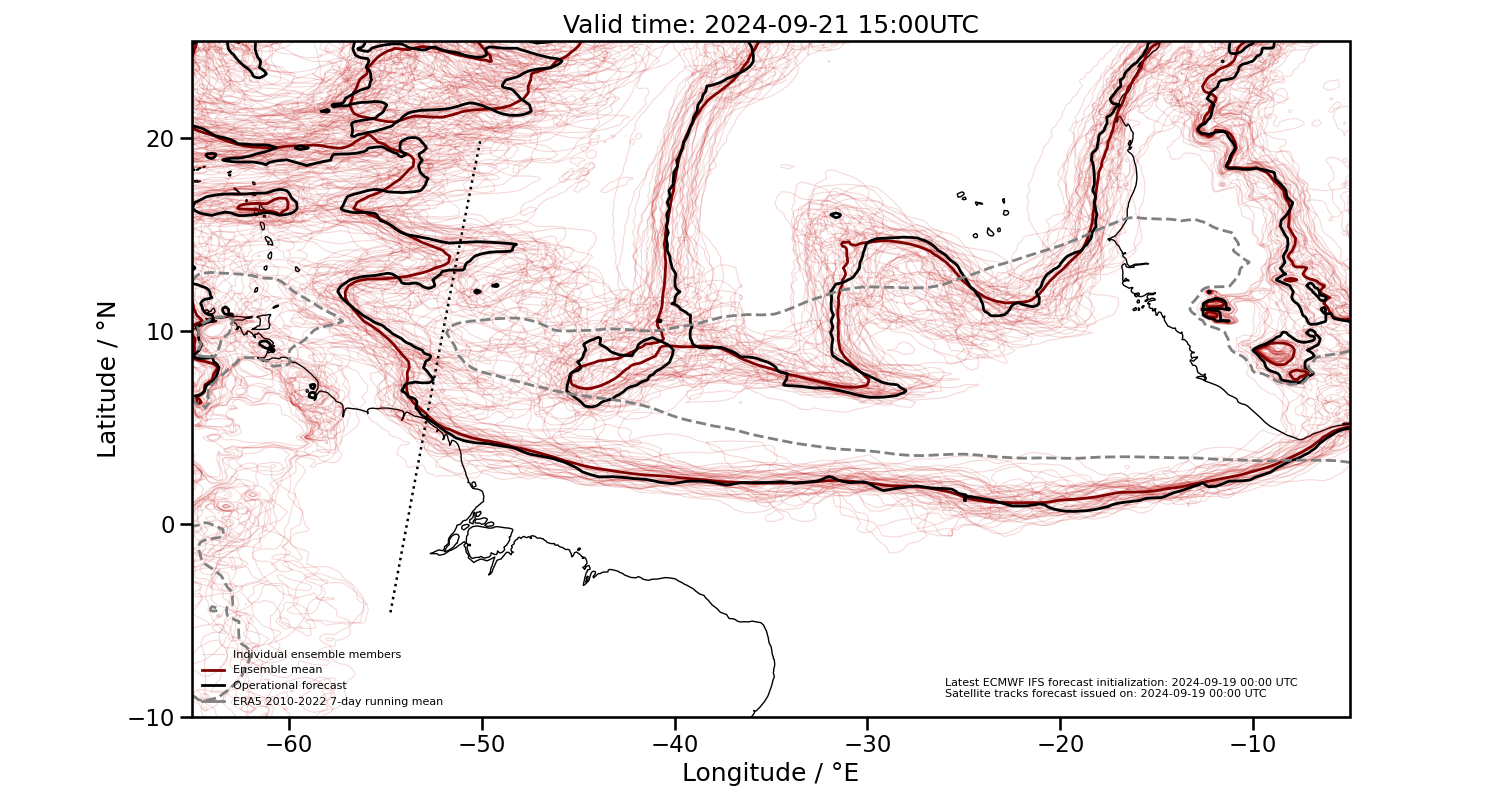 Valid time: 2024-09-21 15:00UTC
20
10
0
−10
Latitude / °N
Individual ensemble members
Ensemble mean
Operational forecast
ERA5 2010-2022 7-day running mean
Latest ECMWF IFS forecast initialization: 2024-09-19 00:00 UTC
Satellite tracks forecast issued on: 2024-09-19 00:00 UTC
−60
−50
−40
−30
−20
−10
Longitude / °E